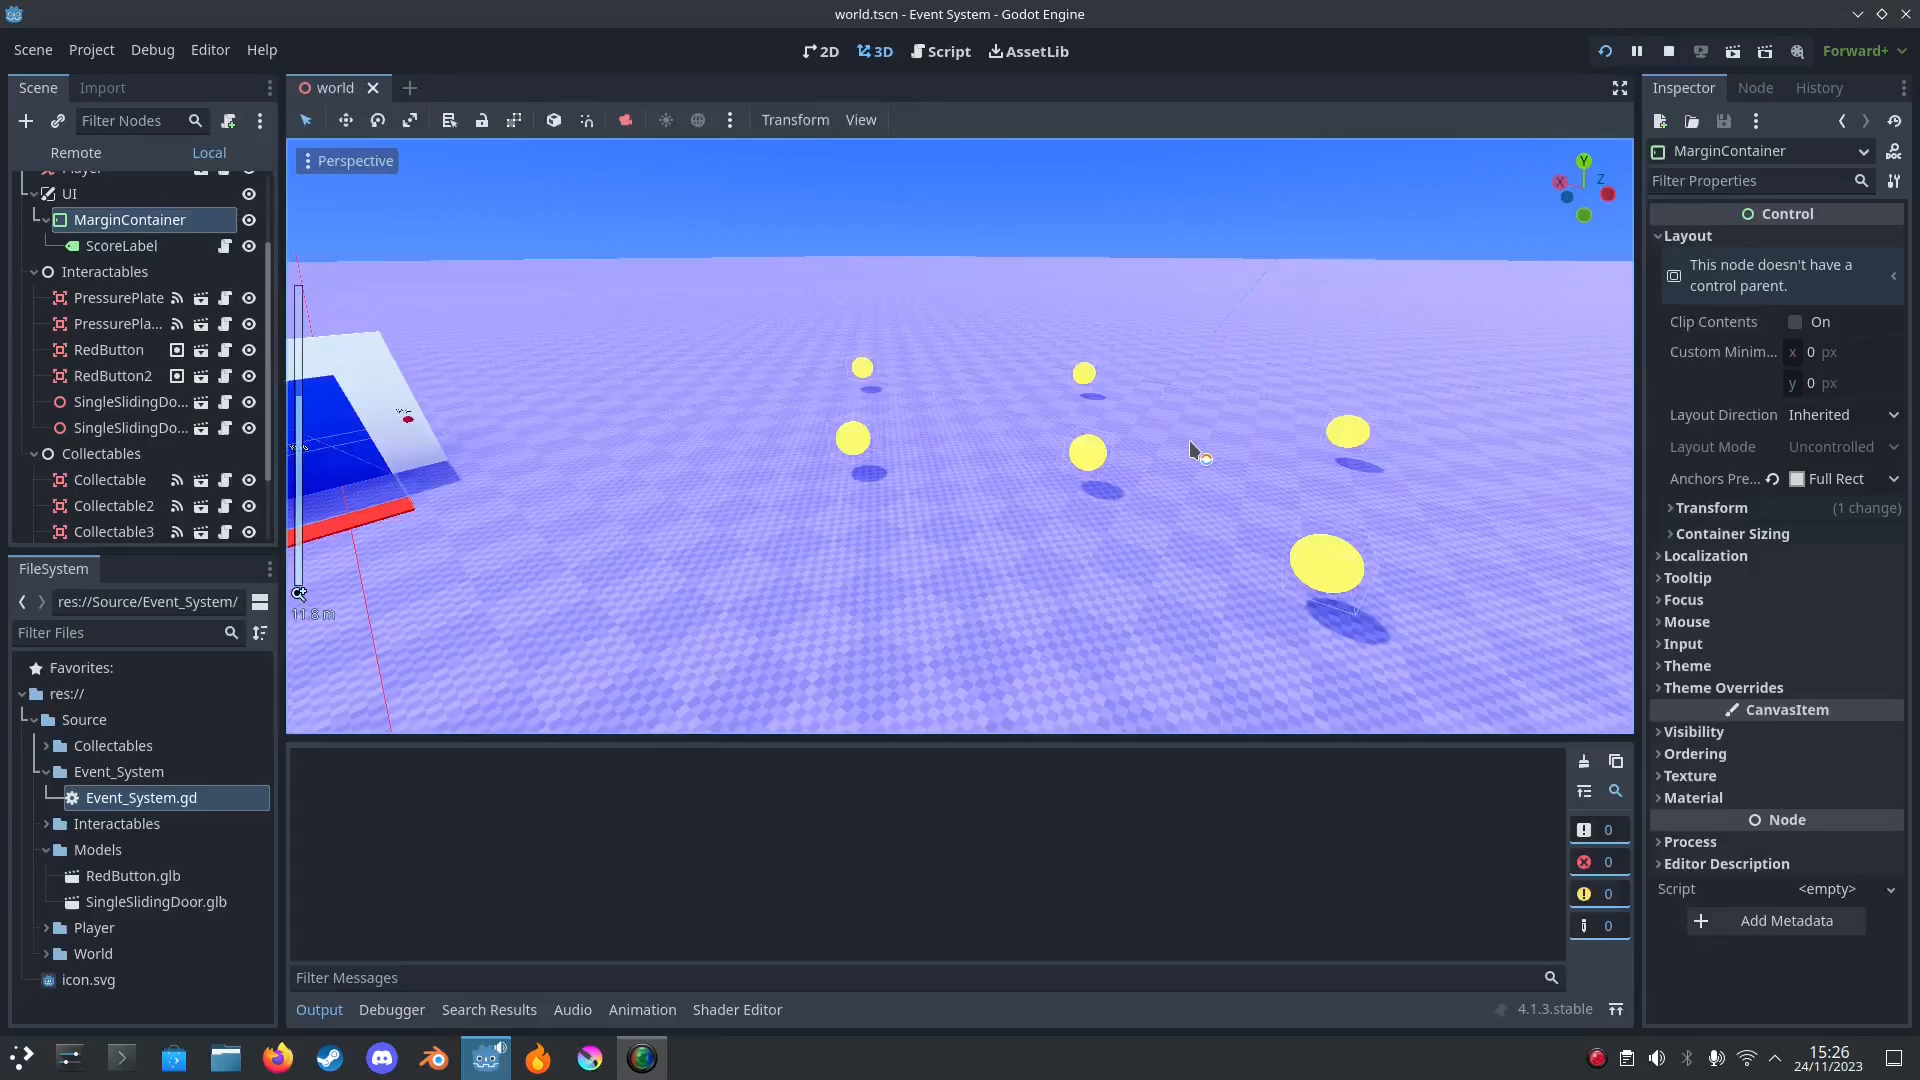 world.tscn - Event System - Godot Engine
Scene Project Debug Editor Help
2D 3D Script AssetLib
Forward+
Scene Import
world
Inspector Node History
Filter Nodes
Transform View
Remote Local
MarginContainer
Perspective
Filter Properties
Y
X
Z
UI
MarginContainer
ScoreLabel
Interactables
PressurePlate
PressurePla...
RedButton
RedButton2
SingleSlidingDo...
SingleSlidingDo...
Collectables
Collectable
Collectable2
Collectable3
Control
Layout
This node doesn't have a
control parent.
Clip Contents On
Custom Minim... x 0 px
y 0 px
Layout Direction Inherited
Layout Mode Uncontrolled
Anchors Pre... Full Rect
Transform (1 change)
Container Sizing
Localization
Tooltip
Focus
Mouse
Input
Theme
Theme Overrides
CanvasItem
Visibility
Ordering
Texture
Material
Node
Process
Editor Description
Script <empty>
Add Metadata
11.8 m
FileSystem
res://Source/Event_System/
Filter Files
Favorites:
res://
Source
Collectables
Event_System
Event_System.gd
Interactables
Models
RedButton.glb
SingleSlidingDoor.glb
Player
World
icon.svg
0
0
0
0
Filter Messages
Output Debugger Search Results Audio Animation Shader Editor
4.1.3.stable
15:26
24/11/2023